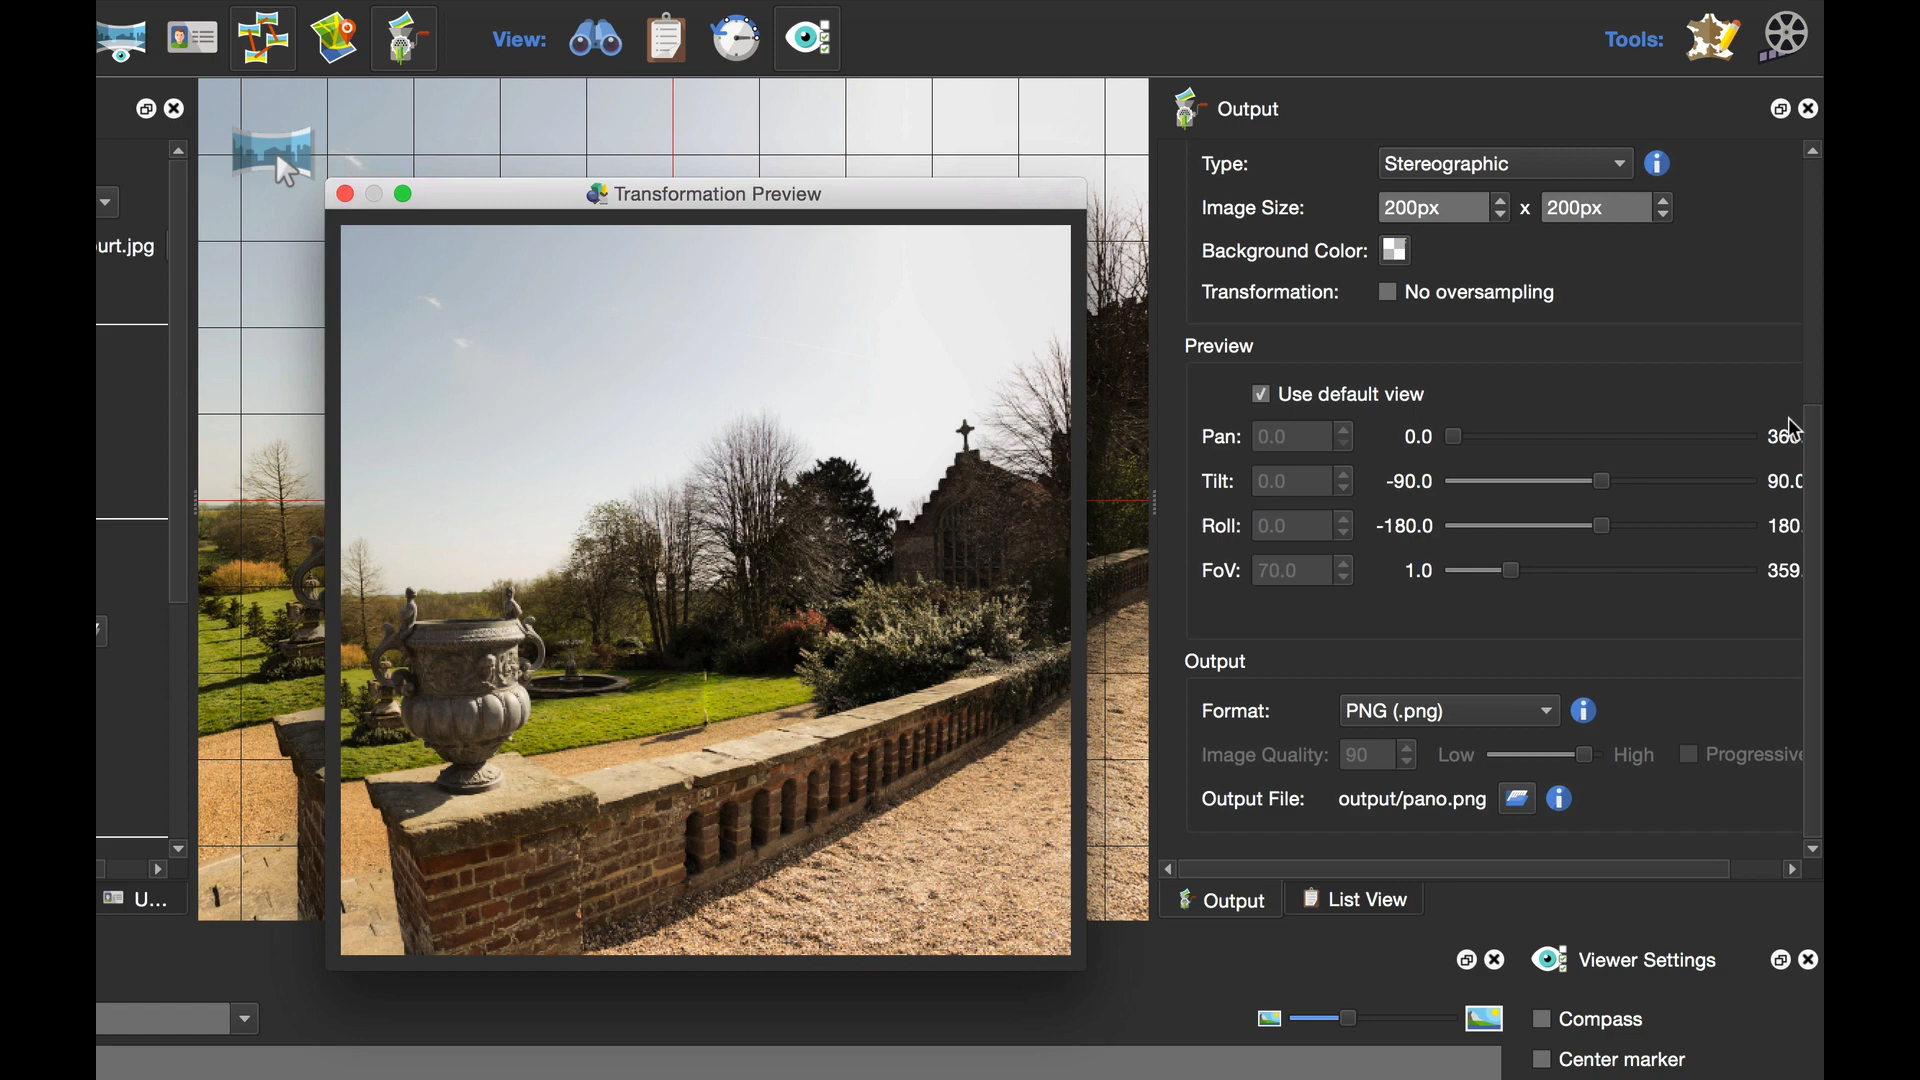 View:
Tools:
Output
urt.jpg
Type: Stereographic
Transformation Preview
Image Size: 200px x 200px
Background Color:
Transformation: No oversampling
Preview
Use default view
Pan: 0.0 0.0
Tilt: 0.0 -90.0 90.0
Roll: 0.0 -180.0 180.
FoV: 70.0 1.0 359.
Output
Format: PNG (.png)
Image Quality: 90 Low High Progressive
Output File: output/pano.png
U...
Output List View
Viewer Settings
Compass
Center marker